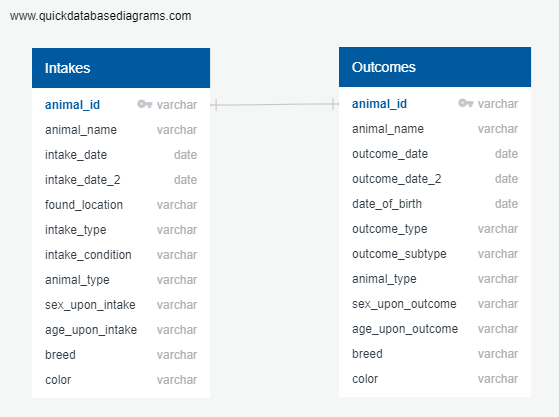 www.quickdatabasediagrams.com
Intakes
animal_id varchar
animal_name varchar
intake_date date
intake_date_2 date
found_location varchar
intake_type varchar
intake_condition varchar
animal_type varchar
sex_upon_intake varchar
age_upon_intake varchar
breed varchar
color varchar
Outcomes
animal_id varchar
animal_name varchar
outcome_date date
outcome_date_2 date
date_of_birth date
outcome_type varchar
outcome_subtype varchar
animal_type varchar
sex_upon_outcome varchar
age_upon_outcome varchar
breed varchar
color varchar